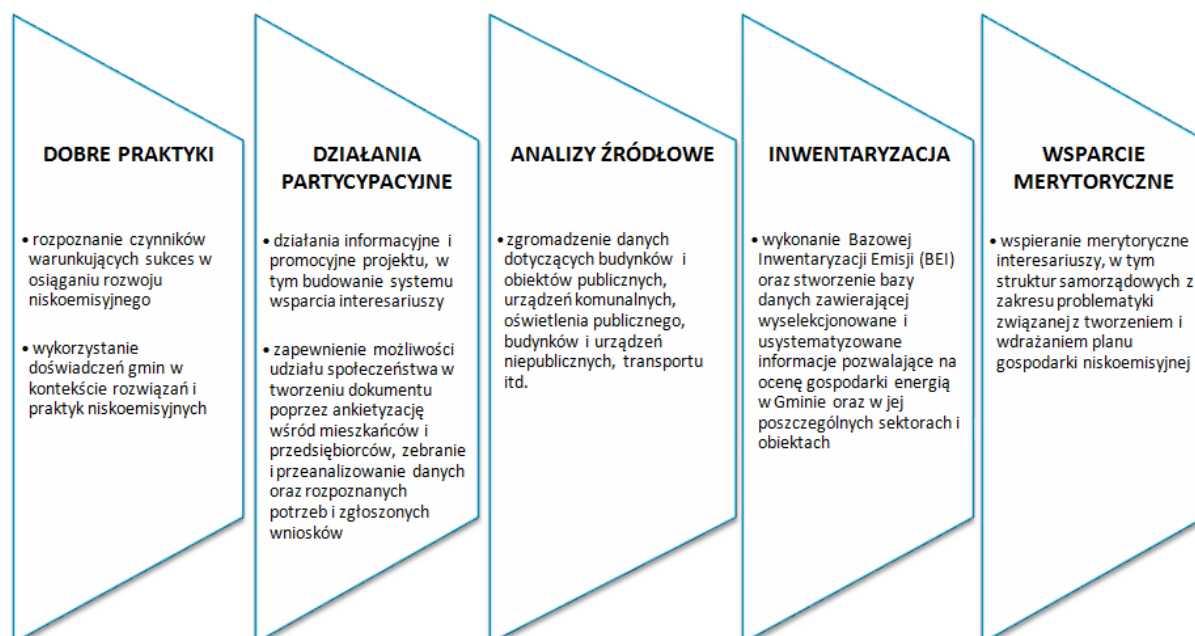 DOBRE PRAKTYKI
• rozpoznanie czynników
warunkujących sukces w
osiąganiu rozwoju
niskoemisyjnego
• wykorzystanie
doświadczeń gmin w
kontekście rozwiązań i
praktyk niskoemisyjnych
DZIAŁANIA
PARTYCYPACYJNE
• działania informacyjne i
promocyjne projektu, w
tym budowanie systemu
wsparcia interesariuszy
• zapewnienie możliwości
udziału społeczeństwa w
tworzeniu dokumentu
poprzez ankietyzację
wśród mieszkańców i
przedsiębiorców, zebranie
i przeanalizowanie danych
oraz rozpoznanych
potrzeb i zgłoszonych
wniosków
ANALIZY ŹRÓDŁOWE
• zgromadzenie danych
dotyczących budynków i
obiektów publicznych,
urządzeń komunalnych,
oświetlenia publicznego,
budynków i urządzeń
niepublicznych, transportu
itd.
INWENTARYZACJA
• wykonanie Bazowej
Inwentaryzacji Emisji (BEI)
oraz stworzenie bazy
danych zawierającej
wyselekcjonowane i
usystematyzowane
informacje pozwalające na
ocenę gospodarki energią
w Gminie oraz w jej
poszczególnych sektorach i
obiektach
WSPARCIE
MERYTORYCZNE
• wspieranie merytoryczne
interesariuszy, w tym
struktur samorządowych z
zakresu problematyki
związanej z tworzeniem i
wdrażaniem planu
gospodarki niskoemisyjnej